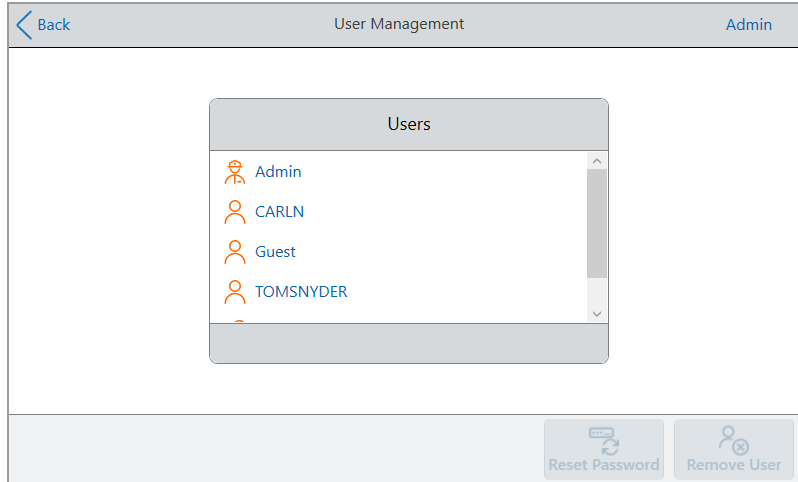 Back User Management Admin
Users
Admin
CARLN
Guest
TOMSNYDER
Reset Password Remove User